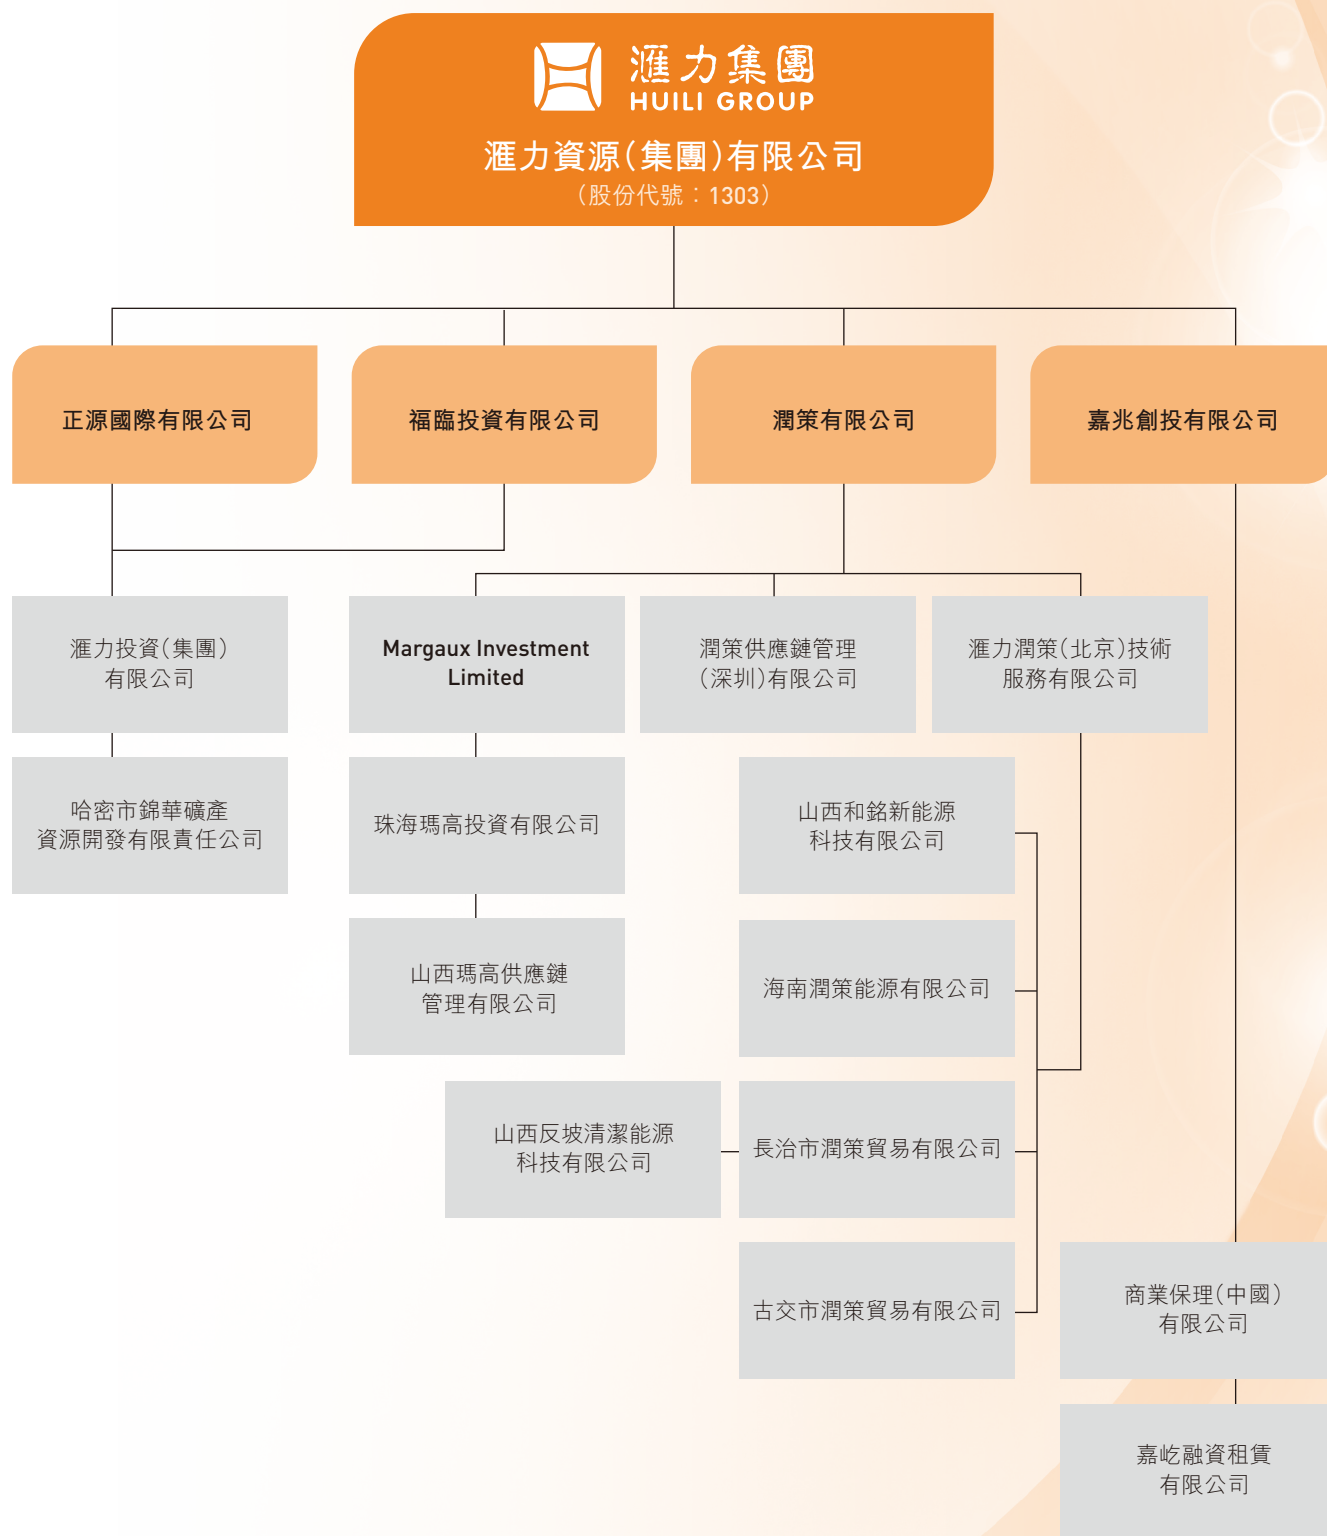 滙力集團
HUILI GROUP
滙力資源(集團)有限公司
(股份代號：1303)
正源國際有限公司
福臨投資有限公司
潤策有限公司
嘉兆創投有限公司
滙力投資(集團)
有限公司
Margaux Investment
Limited
潤策供應鏈管理
(深圳)有限公司
滙力潤策(北京)技術
服務有限公司
哈密市錦華礦產
資源開發有限責任公司
珠海瑪高投資有限公司
山西和銘新能源
科技有限公司
山西瑪高供應鏈
管理有限公司
海南潤策能源有限公司
山西反坡清潔能源
科技有限公司
長治市潤策貿易有限公司
古交市潤策貿易有限公司
商業保理(中國)
有限公司
嘉屹融資租賃
有限公司